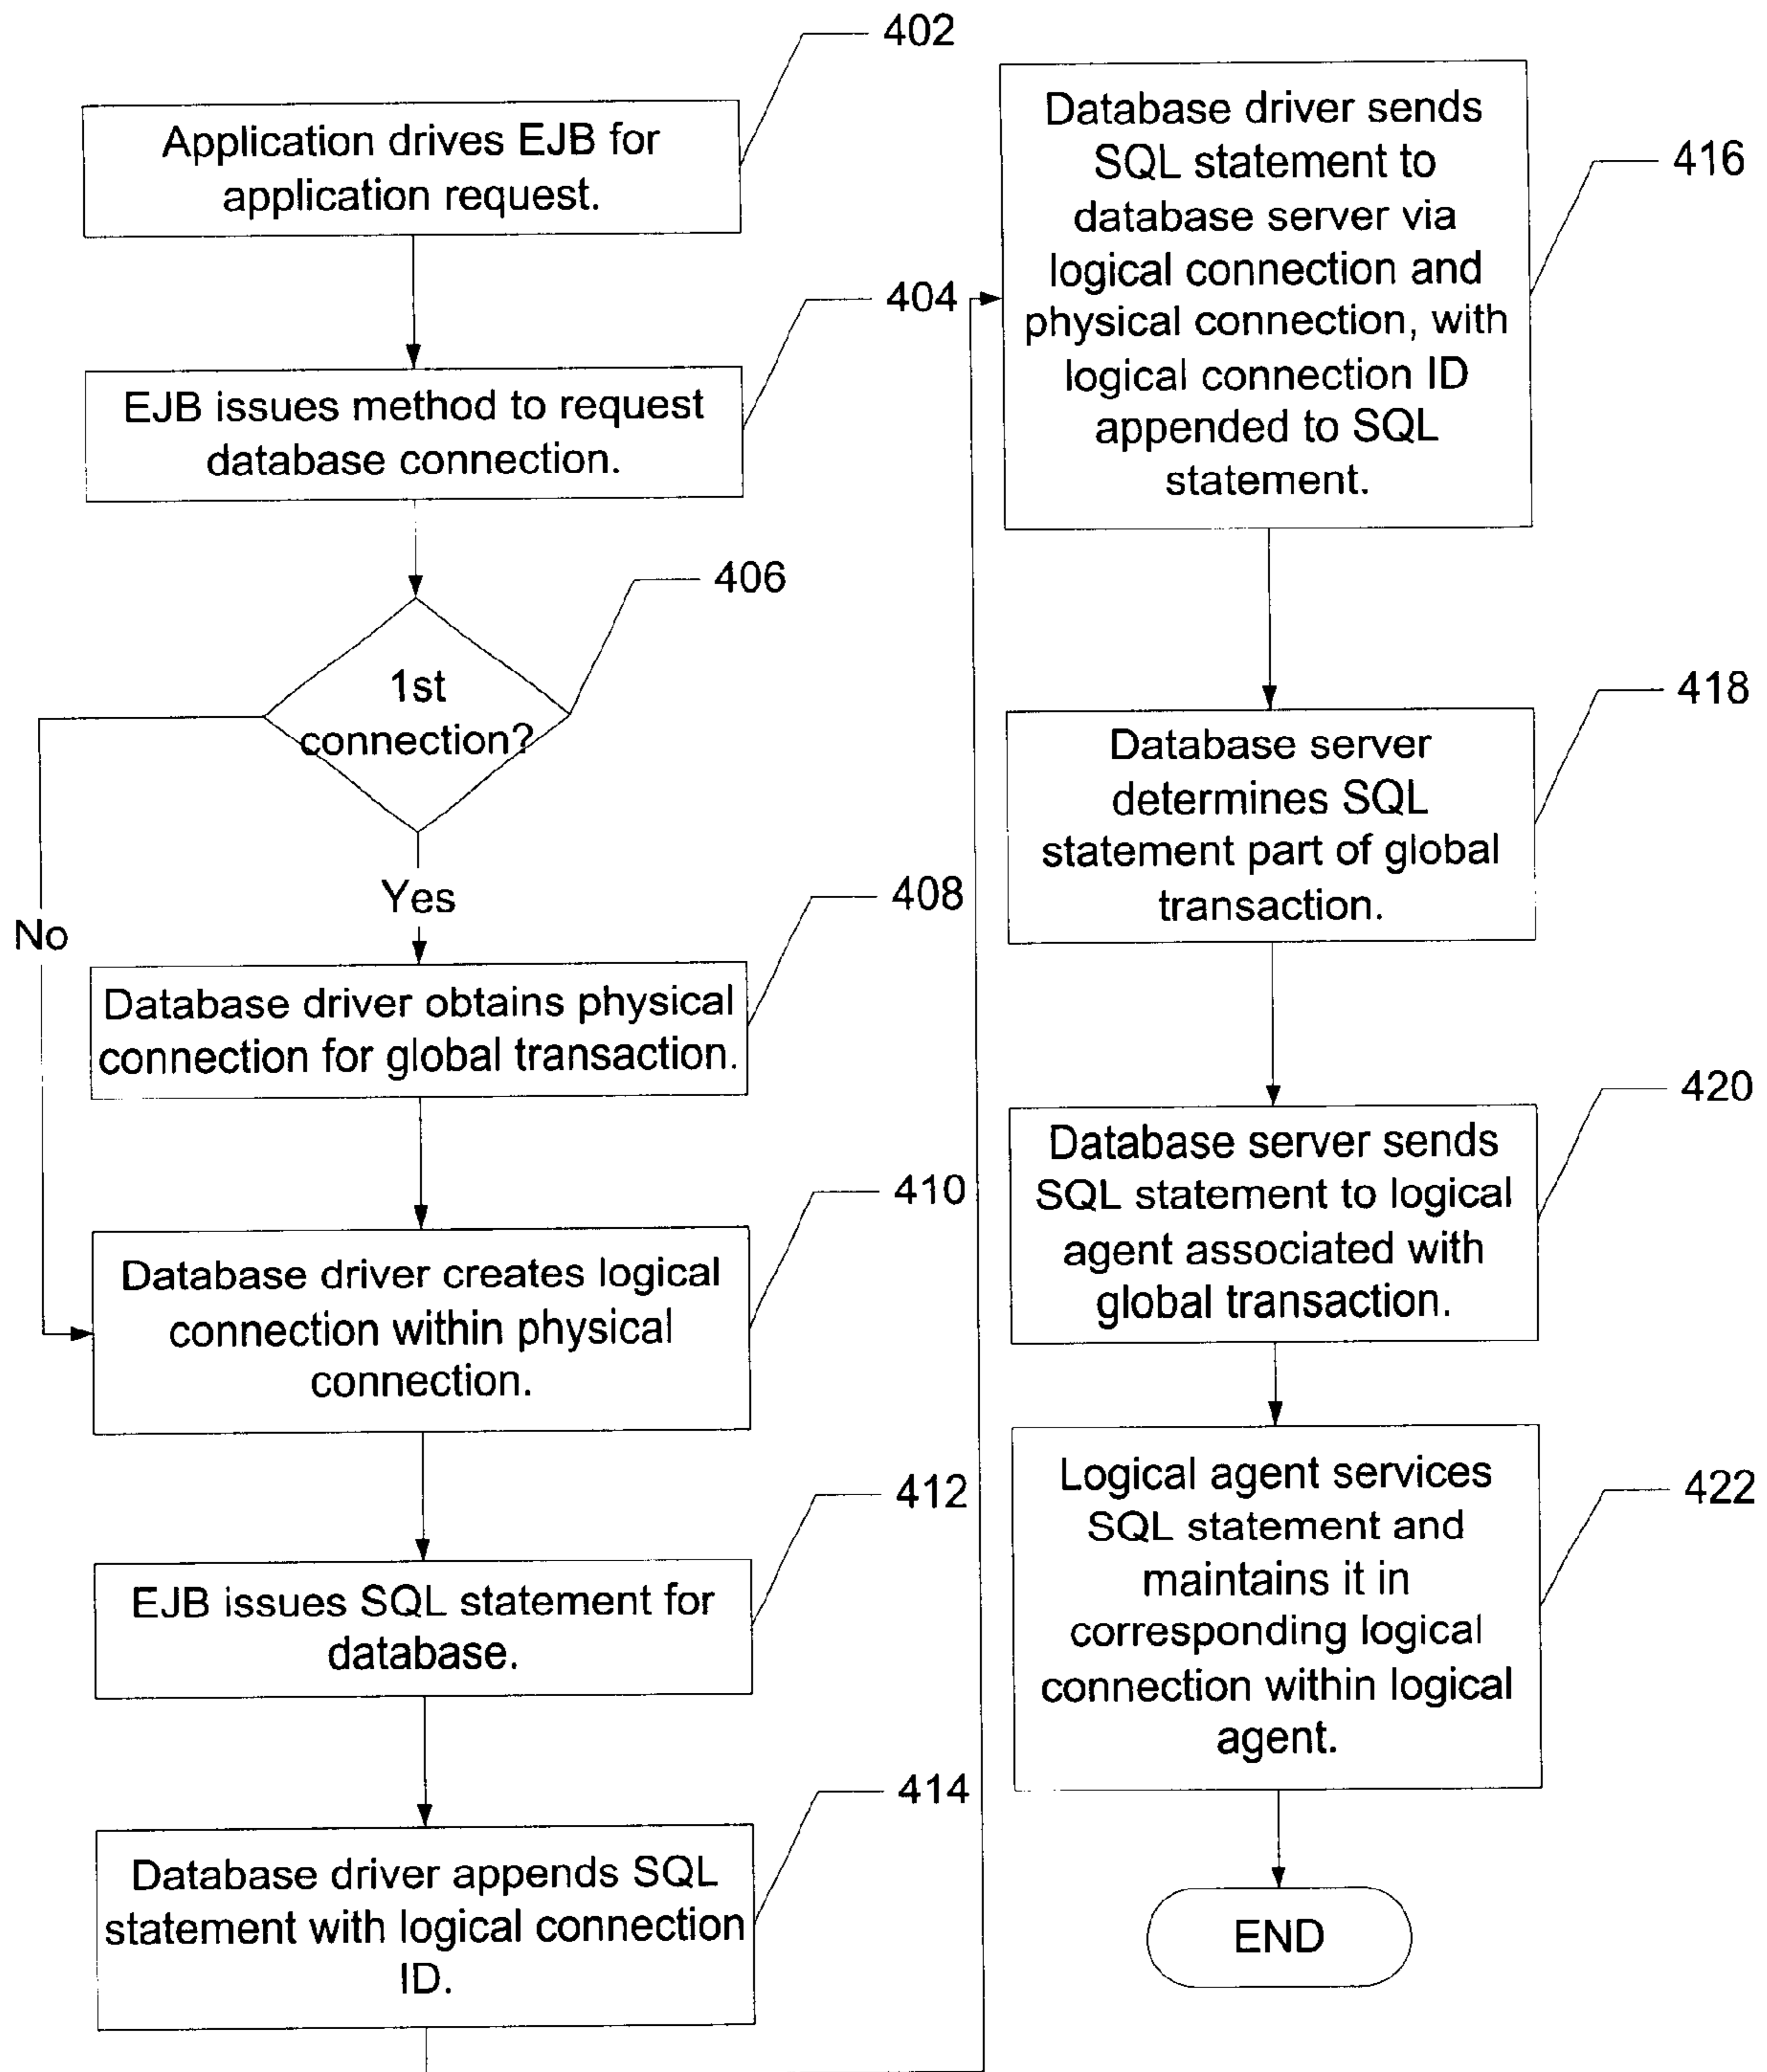 402
Application drives EJB for
application request.
404
EJB issues method to request
database connection.
406
1st
connection?
Yes
No
408
Database driver obtains physical
connection for global transaction.
410
Database driver creates logical
connection within physical
connection.
412
EJB issues SQL statement for
database.
414
Database driver appends SQL
statement with logical connection
ID.
416
Database driver sends
SQL statement to
database server via
logical connection and
physical connection, with
logical connection ID
appended to SQL
statement.
418
Database server
determines SQL
statement part of global
transaction.
420
Database server sends
SQL statement to logical
agent associated with
global transaction.
422
Logical agent services
SQL statement and
maintains it in
corresponding logical
connection within logical
agent.
END